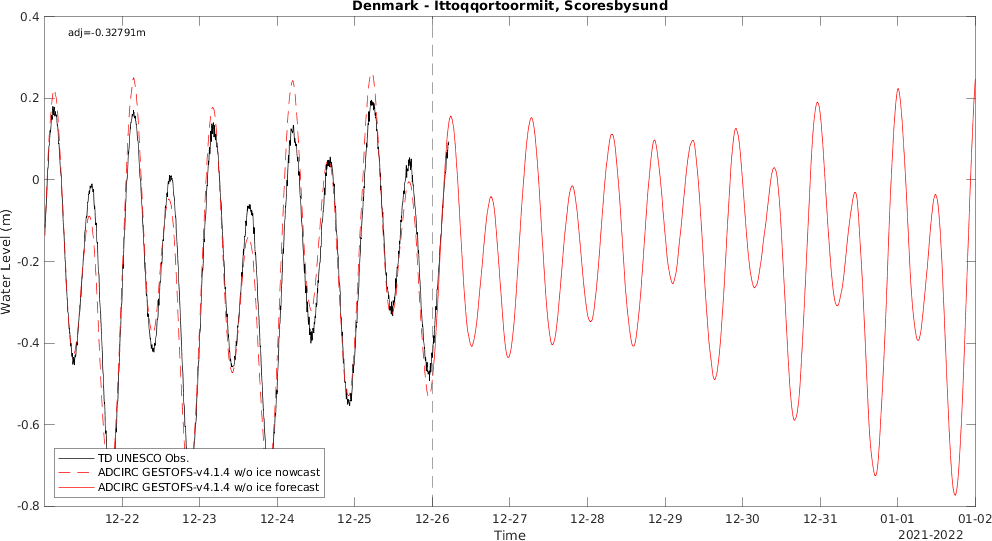 Denmark - Ittoqqortoormiit, Scoresbysund
adj=-0.32791m
0.4
0.2
0
-0.2
-0.4
-0.6
-0.8
Water Level (m)
TD UNESCO Obs.
ADCIRC GESTOFS-v4.1.4 w/o ice nowcast
ADCIRC GESTOFS-v4.1.4 w/o ice forecast
12-22 12-23 12-24 12-25 12-26 12-27 12-28 12-29 12-30 12-31 01-01 01-02
Time
2021-2022